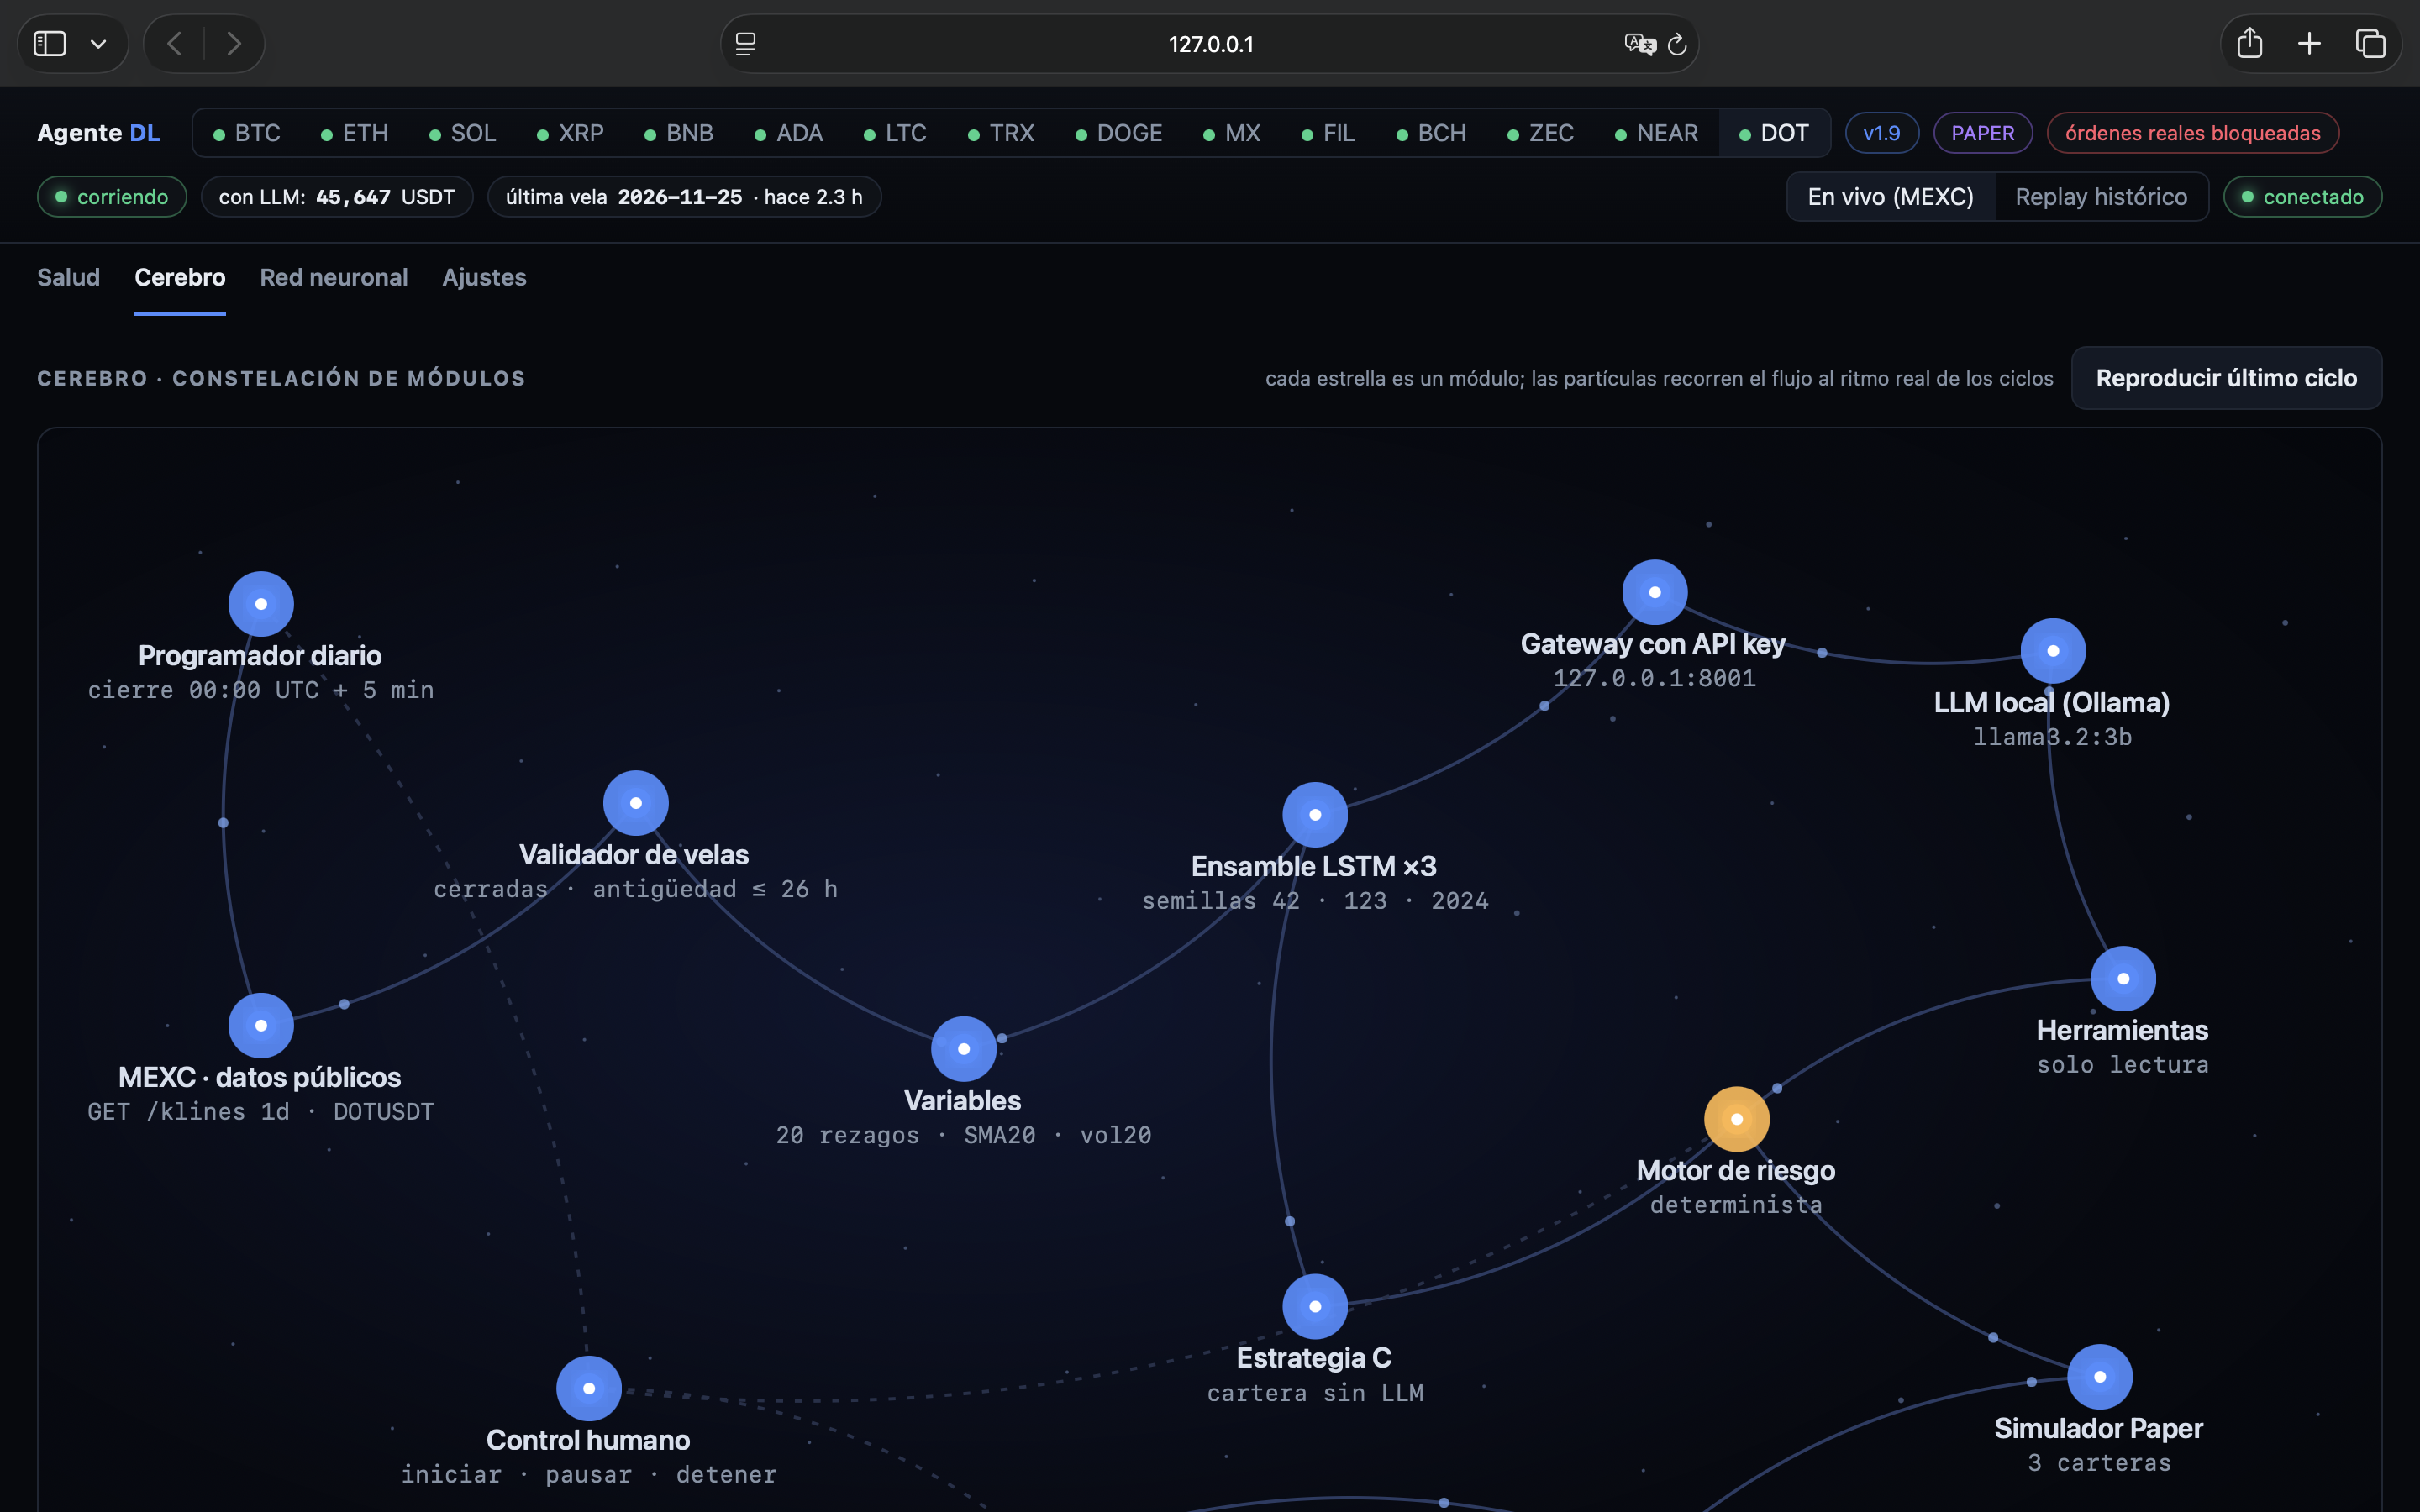 127.0.0.1
Agente DL
BTC ETH SOL XRP BNB ADA LTC TRX DOGE MX FIL BCH ZEC NEAR DOT
v1.9
PAPER
órdenes reales bloqueadas
corriendo
con LLM: 45,647 USDT
última vela 2026-11-25 · hace 2.3 h
En vivo (MEXC)
Replay histórico
conectado
Salud Cerebro Red neuronal Ajustes
CEREBRO · CONSTELACIÓN DE MÓDULOS
cada estrella es un módulo; las partículas recorren el flujo al ritmo real de los ciclos
Reproducir último ciclo
Programador diario
cierre 00:00 UTC + 5 min
Gateway con API key
127.0.0.1:8001
LLM local (Ollama)
llama3.2:3b
Validador de velas
cerradas · antigüedad ≤ 26 h
Ensamble LSTM ×3
semillas 42 · 123 · 2024
MEXC · datos públicos
GET /klines 1d · DOTUSDT
Variables
20 rezagos · SMA20 · vol20
Herramientas
solo lectura
Motor de riesgo
determinista
Estrategia C
cartera sin LLM
Control humano
iniciar · pausar · detener
Simulador Paper
3 carteras